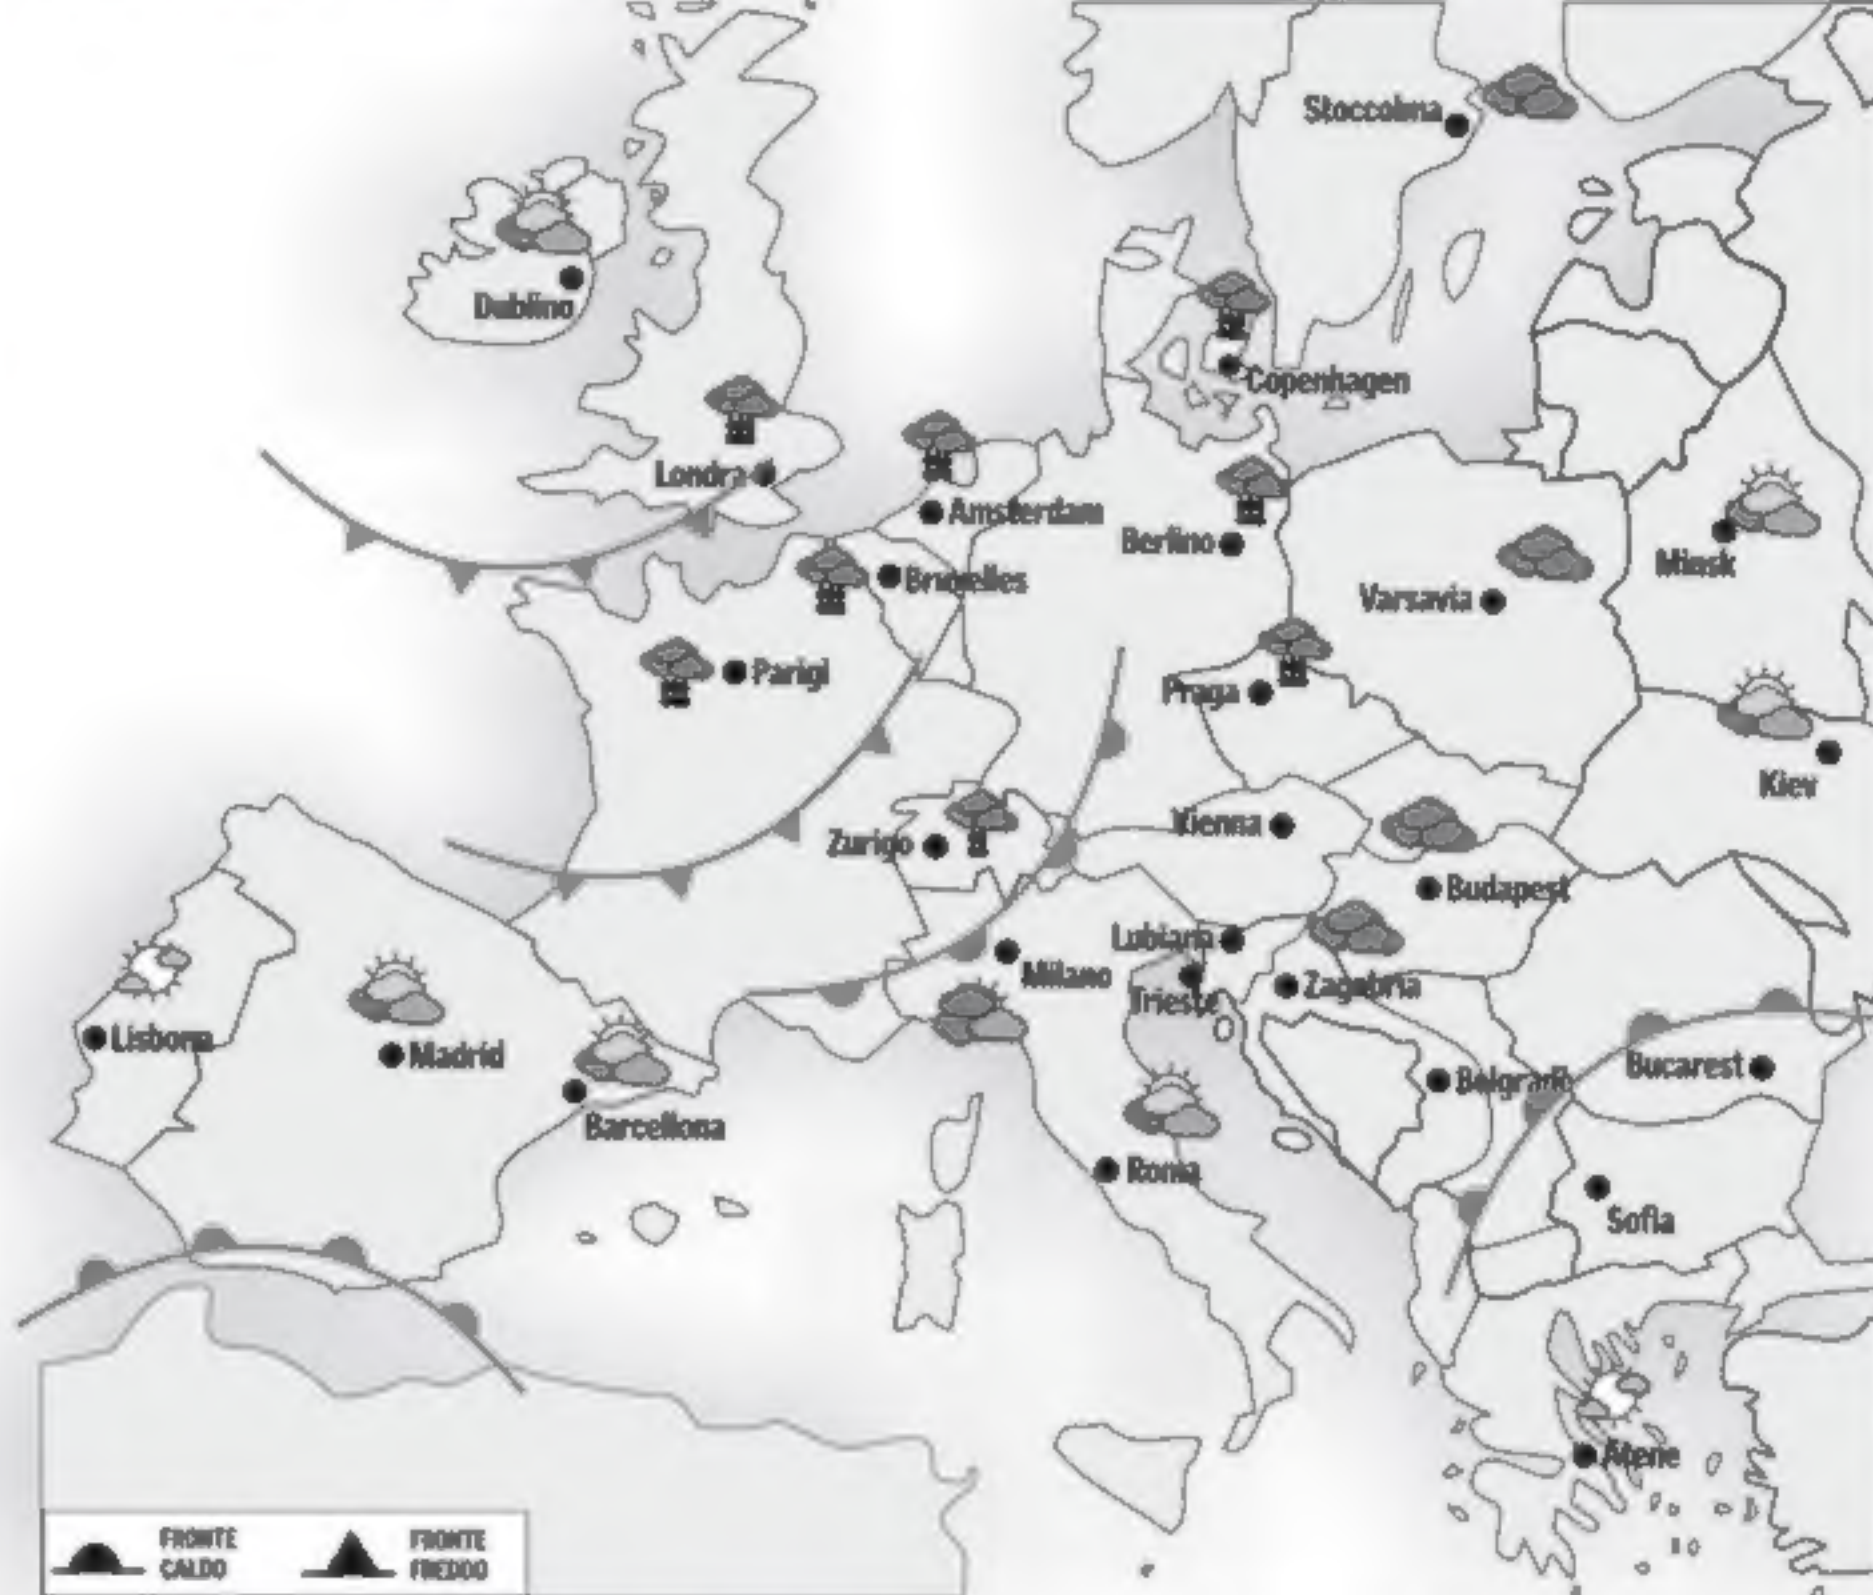 Stoccolma
Dublino
Copenhagen
Londra
Amsterdam
Berlino
Bruxelles
Minsk
Varsavia
Parigi
Praga
Kiev
Zurigo
Vienna
Budapest
Lubiana
Milano
Trieste
Zagabria
Lisbona
Madrid
Belgrado
Bucarest
Barcellona
Roma
Sofia
Atene
FRONTE
CALDO
FRONTE
FREDDO